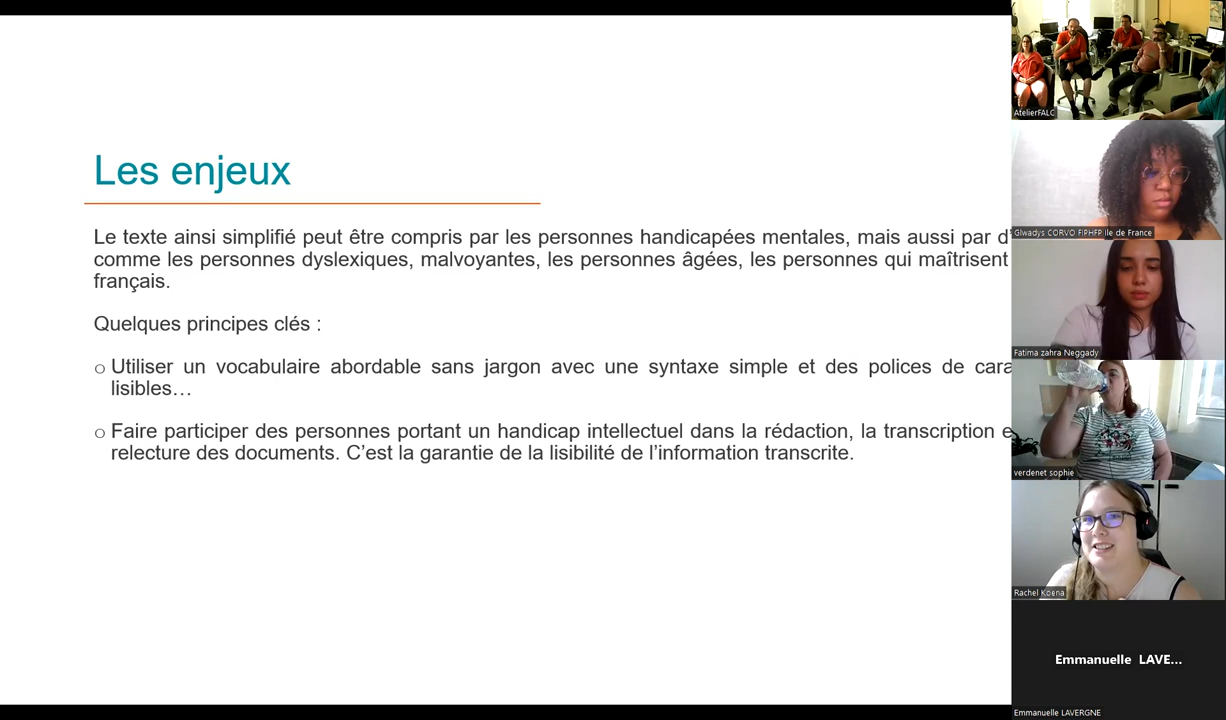 Les enjeux
Le texte ainsi simplifié peut être compris par les personnes handicapées mentales, mais aussi par d'
comme les personnes dyslexiques, malvoyantes, les personnes âgées, les personnes qui maîtrisent
français.
Quelques principes clés :
○ Utiliser un vocabulaire abordable sans jargon avec une syntaxe simple et des polices de cara
lisibles…
○ Faire participer des personnes portant un handicap intellectuel dans la rédaction, la transcription e
relecture des documents. C'est la garantie de la lisibilité de l'information transcrite.
AtelierFALC
Glwadys CORVO FIPHFP Ile de France
Fatima zahra Neggady
verdenet sophie
Rachel Koena
Emmanuelle LAVE...
Emmanuelle LAVERGNE